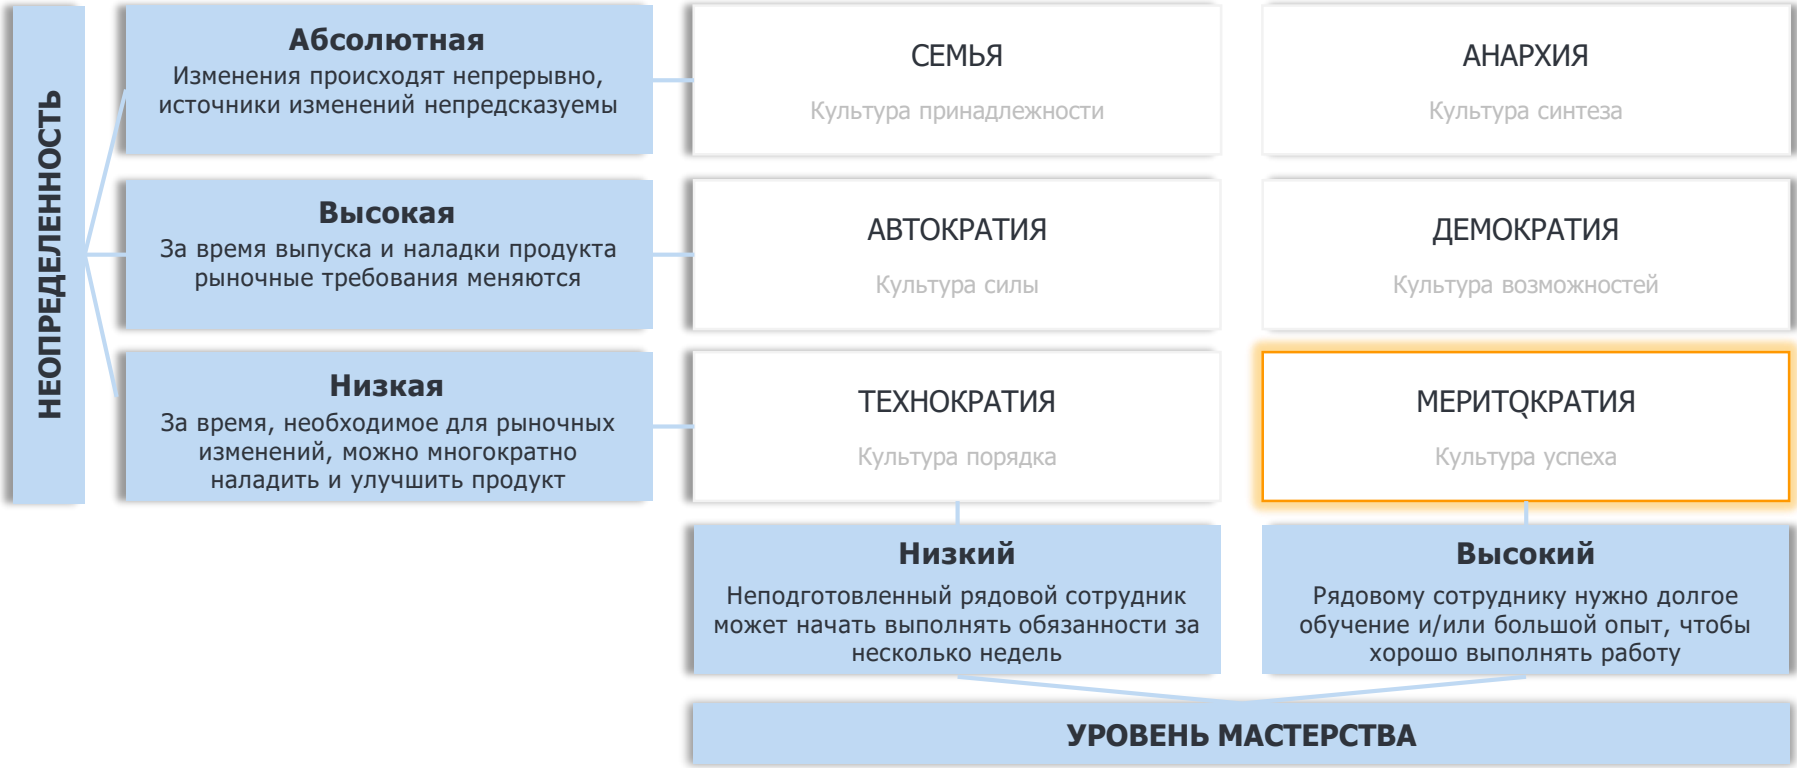 НЕОПРЕДЕЛЕННОСТЬ
Абсолютная
Изменения происходят непрерывно,
источники изменений непредсказуемы
СЕМЬЯ
Культура принадлежности
АНАРХИЯ
Культура синтеза
Высокая
За время выпуска и наладки продукта
рыночные требования меняются
АВТОКРАТИЯ
Культура силы
ДЕМОКРАТИЯ
Культура возможностей
Низкая
За время, необходимое для рыночных
изменений, можно многократно
наладить и улучшить продукт
ТЕХНОКРАТИЯ
Культура порядка
МЕРИТQКРАТИЯ
Культура успеха
Низкий
Неподготовленный рядовой сотрудник
может начать выполнять обязанности за
несколько недель
Высокий
Рядовому сотруднику нужно долгое
обучение и/или большой опыт, чтобы
хорошо выполнять работу
УРОВЕНЬ МАСТЕРСТВА